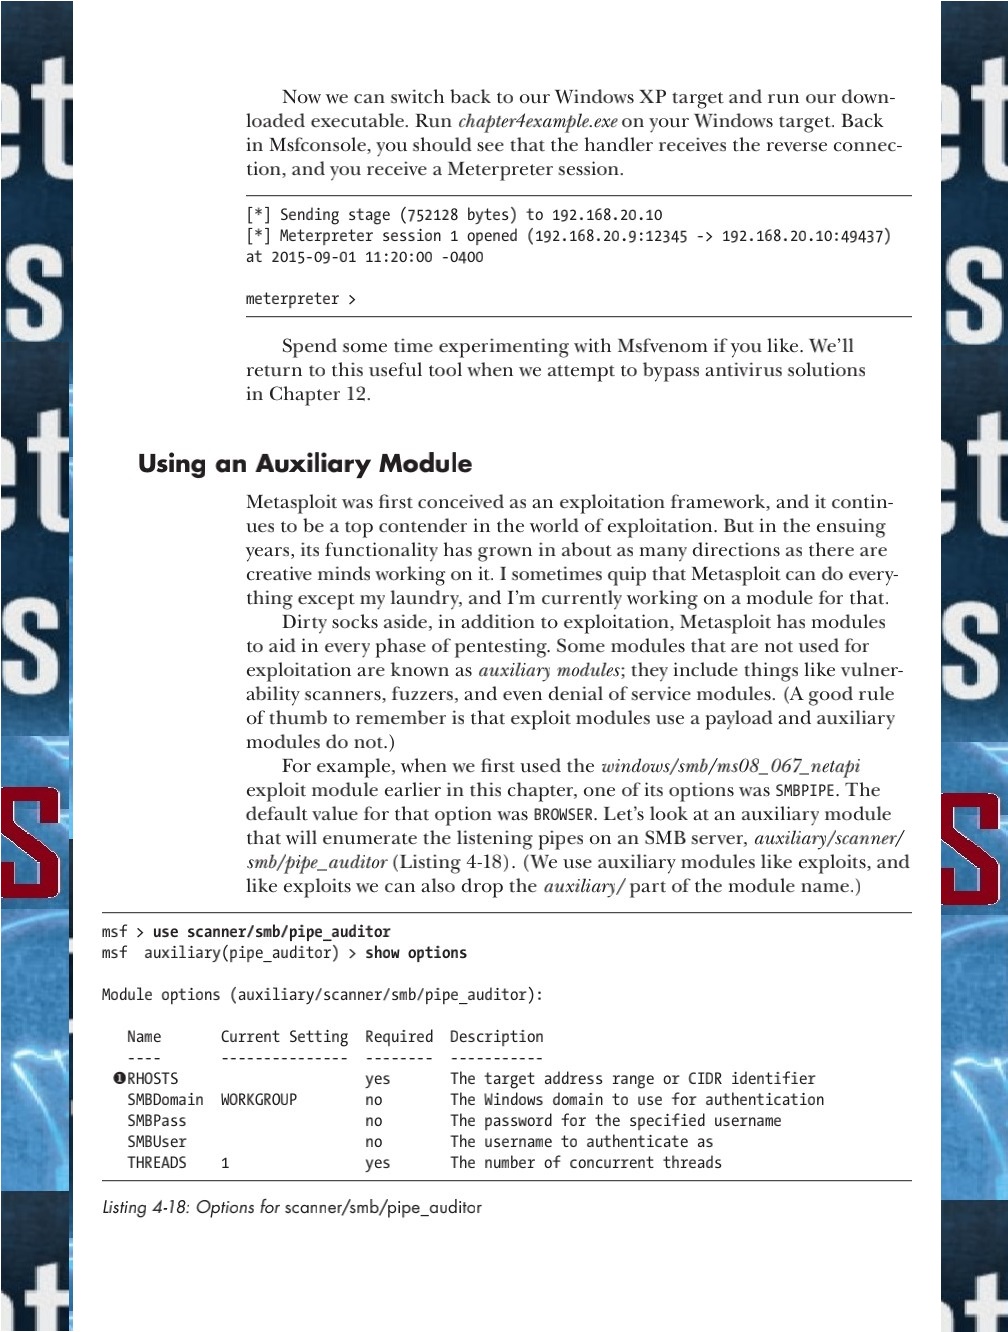 Now we can switch back to our Windows XP target and run our down-
loaded executable. Run chapter4example.exe on your Windows target. Back
in Msfconsole, you should see that the handler receives the reverse connec-
tion, and you receive a Meterpreter session.
[*] Sending stage (752128 bytes) to 192.168.20.10
[*] Meterpreter session 1 opened (192.168.20.9:12345 -> 192.168.20.10:49437)
at 2015-09-01 11:20:00 -0400
meterpreter >
Spend some time experimenting with Msfvenom if you like. We'll
return to this useful tool when we attempt to bypass antivirus solutions
in Chapter 12.
Using an Auxiliary Module
Metasploit was first conceived as an exploitation framework, and it contin-
ues to be a top contender in the world of exploitation. But in the ensuing
years, its functionality has grown in about as many directions as there are
creative minds working on it. I sometimes quip that Metasploit can do every-
thing except my laundry, and I'm currently working on a module for that.
Dirty socks aside, in addition to exploitation, Metasploit has modules
to aid in every phase of pentesting. Some modules that are not used for
exploitation are known as auxiliary modules; they include things like vulner-
ability scanners, fuzzers, and even denial of service modules. (A good rule
of thumb to remember is that exploit modules use a payload and auxiliary
modules do not.)
For example, when we first used the windows/smb/ms08_067_netapi
exploit module earlier in this chapter, one of its options was SMBPIPE. The
default value for that option was BROWSER. Let's look at an auxiliary module
that will enumerate the listening pipes on an SMB server, auxiliary/scanner/
smb/pipe_auditor (Listing 4-18). (We use auxiliary modules like exploits, and
like exploits we can also drop the auxiliary/ part of the module name.)
msf > use scanner/smb/pipe_auditor
msf  auxiliary(pipe_auditor) > show options
Module options (auxiliary/scanner/smb/pipe_auditor):
Name       Current Setting  Required  Description
----       ---------------  --------  -----------
❶RHOSTS                      yes       The target address range or CIDR identifier
SMBDomain  WORKGROUP        no        The Windows domain to use for authentication
SMBPass                     no        The password for the specified username
SMBUser                     no        The username to authenticate as
THREADS    1                yes       The number of concurrent threads
Listing 4-18: Options for scanner/smb/pipe_auditor